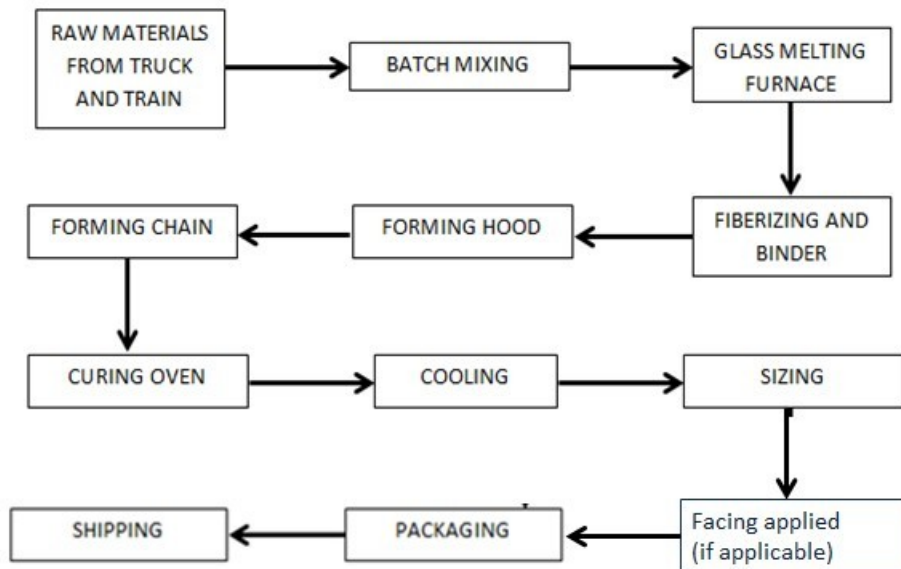 RAW MATERIALS
FROM TRUCK
AND TRAIN
BATCH MIXING
GLASS MELTING
FURNACE
FIBERIZING AND
BINDER
FORMING HOOD
FORMING CHAIN
CURING OVEN
COOLING
SIZING
Facing applied
(if applicable)
PACKAGING
SHIPPING